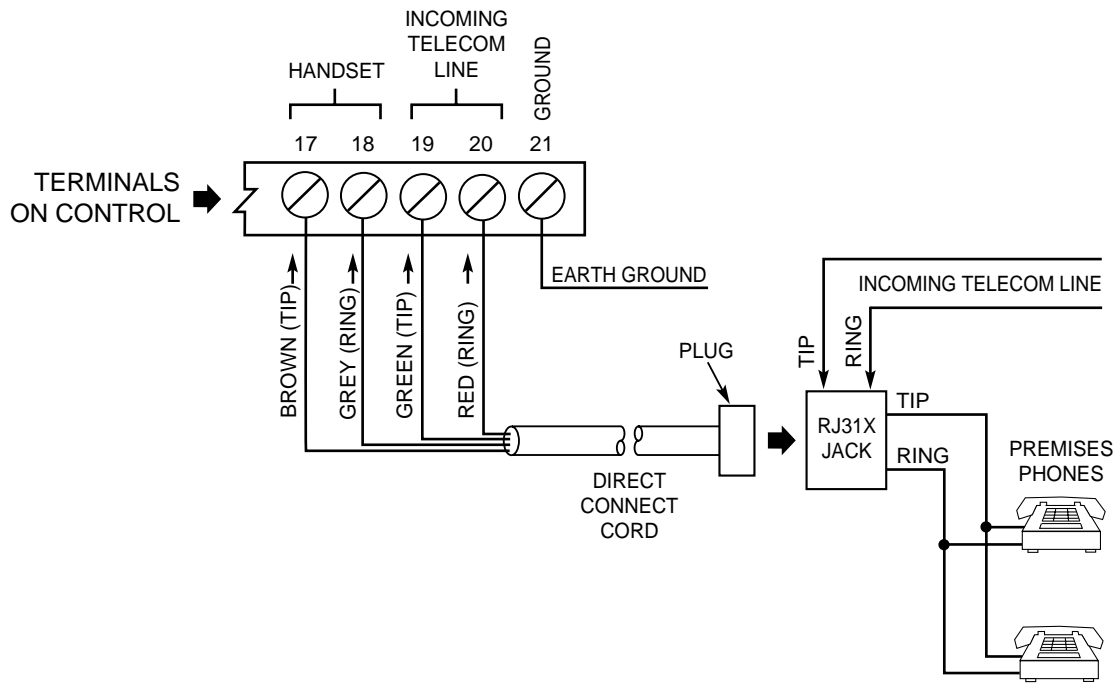 INCOMING
TELECOM
LINE
HANDSET
GROUND
17 18 19 20 21
TERMINALS
ON CONTROL
BROWN (TIP)
GREY (RING)
GREEN (TIP)
RED (RING)
EARTH GROUND
INCOMING TELECOM LINE
TIP
RING
PLUG
RJ31X
JACK
TIP
RING
PREMISES
PHONES
DIRECT
CONNECT
CORD